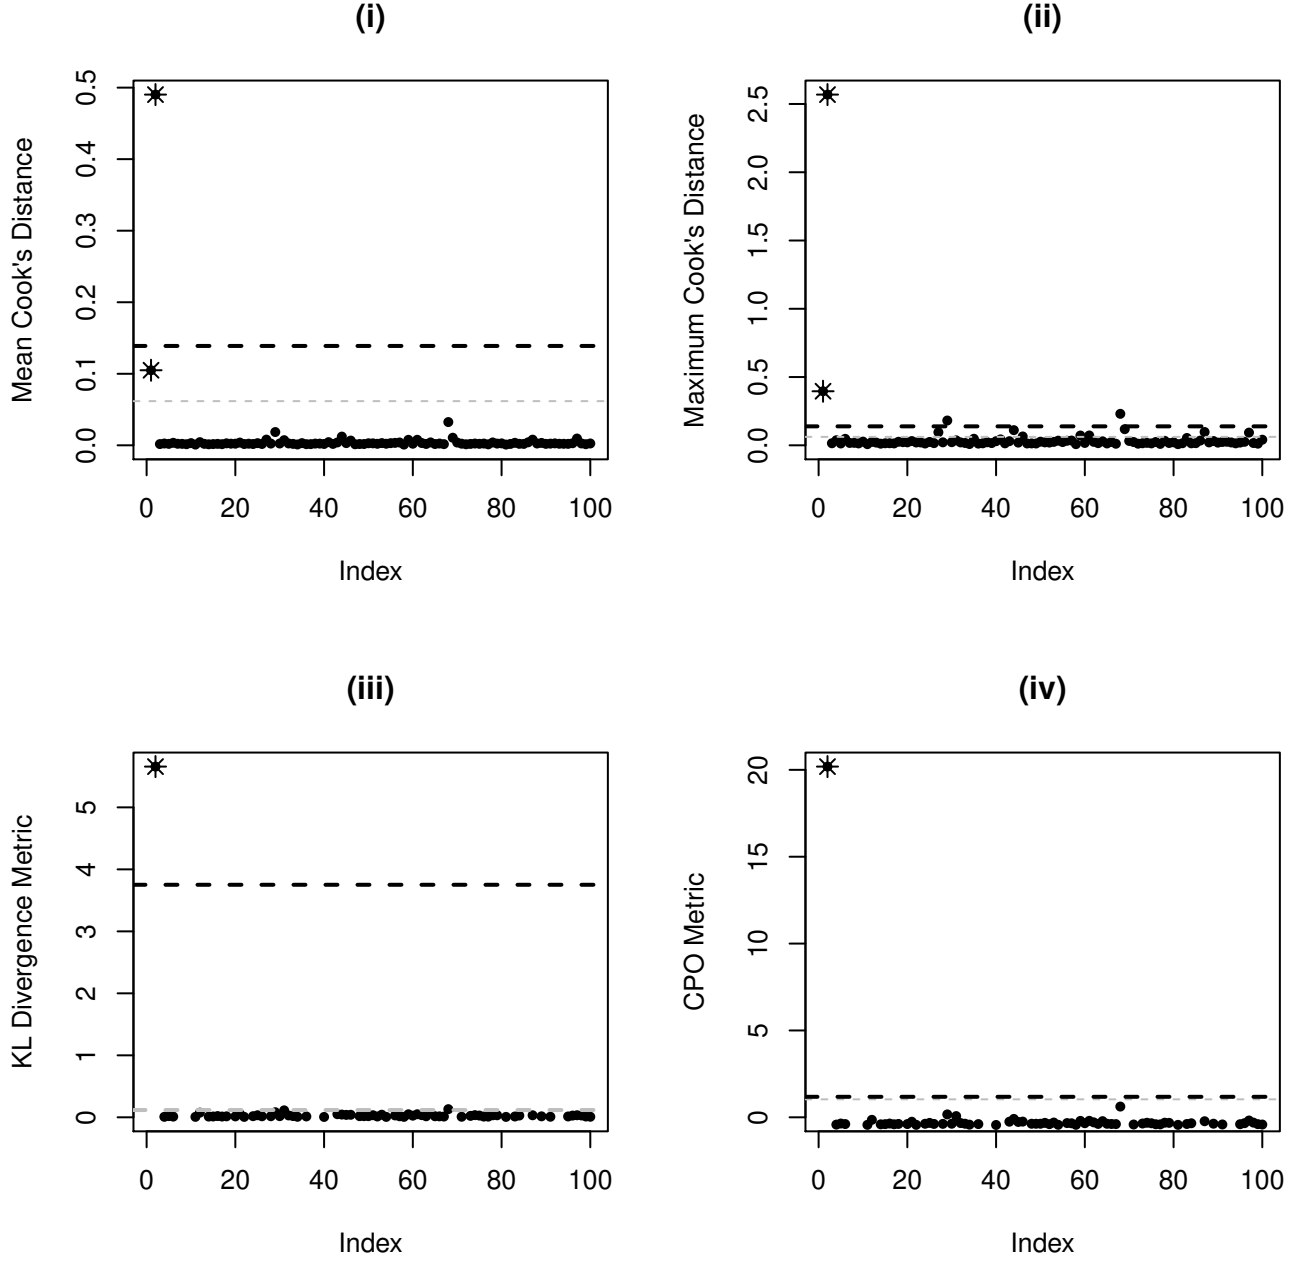 (i)
Mean Cook's Distance
0.0 0.1 0.2 0.3 0.4 0.5
0 20 40 60 80 100
Index
(ii)
Maximum Cook's Distance
0.0 0.5 1.0 1.5 2.0 2.5
0 20 40 60 80 100
Index
(iii)
KL Divergence Metric
0 1 2 3 4 5
0 20 40 60 80 100
Index
(iv)
CPO Metric
0 5 10 15 20
0 20 40 60 80 100
Index